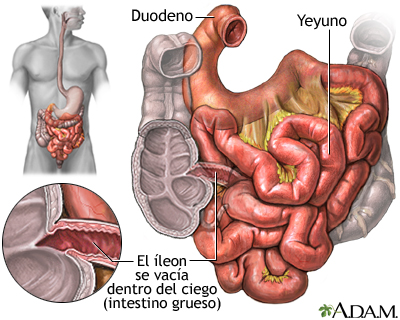 Duodeno
Yeyuno
El íleon
se vacía
dentro del ciego
(intestino grueso)
A.D.A.M.